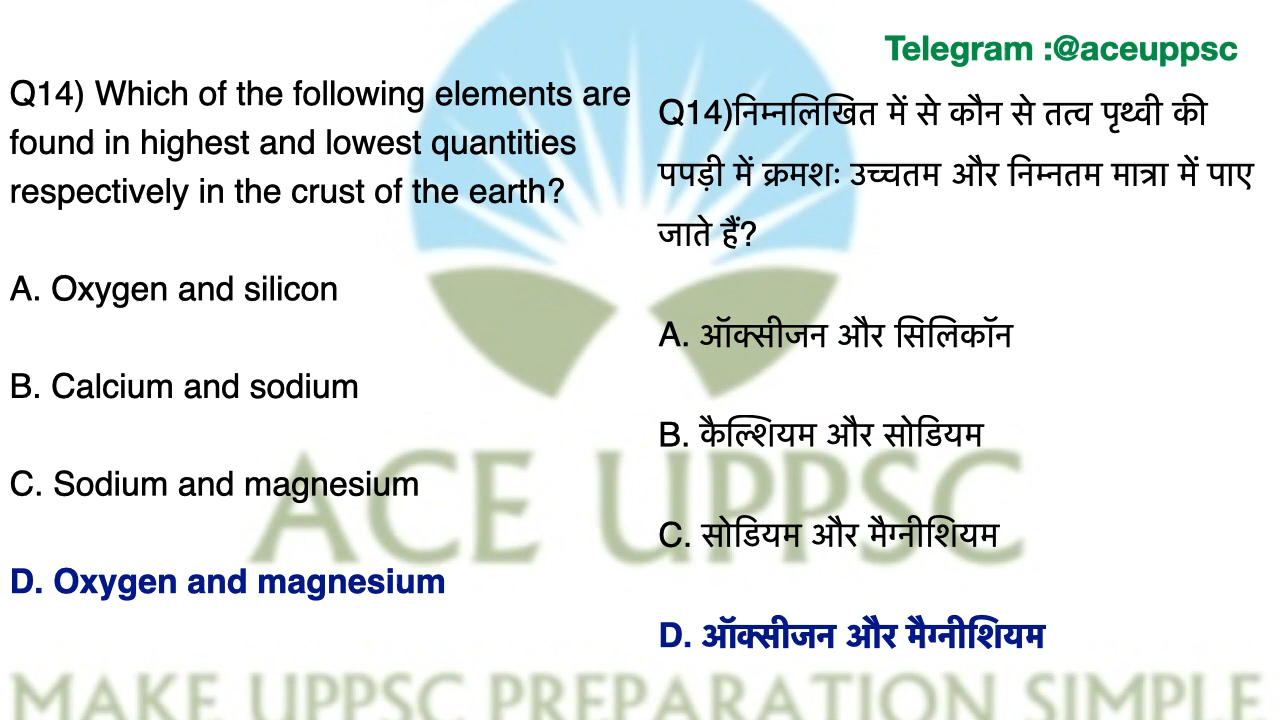 Telegram :@aceuppsc
Q14) Which of the following elements are
found in highest and lowest quantities
respectively in the crust of the earth?
A. Oxygen and silicon
B. Calcium and sodium
C. Sodium and magnesium
D. Oxygen and magnesium
Q14)निम्नलिखित में से कौन से तत्व पृथ्वी की
पपड़ी में क्रमशः उच्चतम और निम्नतम मात्रा में पाए
जाते हैं?
A. ऑक्सीजन और सिलिकॉन
B. कैल्शियम और सोडियम
C. सोडियम और मैग्नीशियम
D. ऑक्सीजन और मैग्नीशियम
ACE UPPSC
MAKE UPPSC PREPARATION SIMPLE